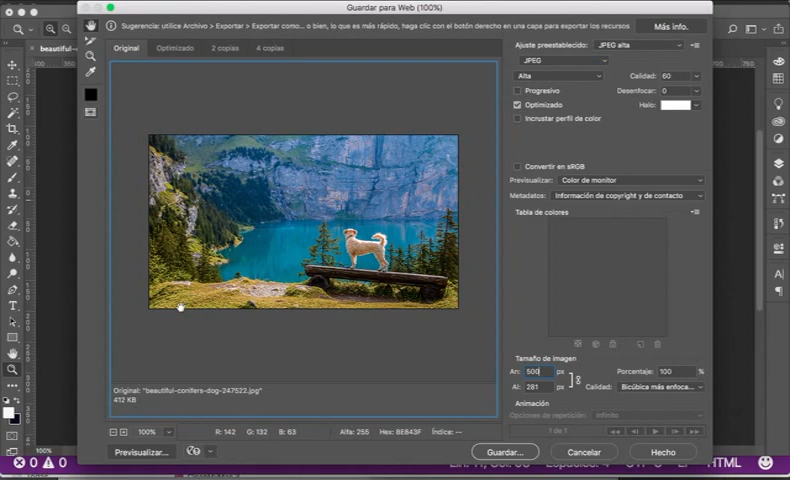 Guardar para Web (100%)
Sugerencia: utilice Archivo > Exportar > Exportar como... o bien, lo que es más rápido, haga clic con el botón derecho en una capa para exportar los recursos
Más info.
beautiful-
Original
Optimizado
2 copias
4 copias
Ajuste preestablecido: JPEG alta
JPEG
Alta
Calidad: 60
Progresivo
Desenfocar: 0
Optimizado
Halo:
Incrustar perfil de color
Convertir en sRGB
Previsualizar: Color de monitor
Metadatos: Información de copyright y de contacto
Tabla de colores
Tamaño de imagen
An: 500 px
Porcentaje: 100 %
Al: 281 px
Calidad: Bicúbica más enfoca...
Animación
Opciones de repetición: Infinito
1 de 1
Original: "beautiful-conifers-dog-247522.jpg"
412 KB
100%
R: 142
G: 132
B: 63
Alfa: 255
Hex: 8E843F
Índice: --
Previsualizar...
Guardar...
Cancelar
Hecho
100%
0
0
HTML